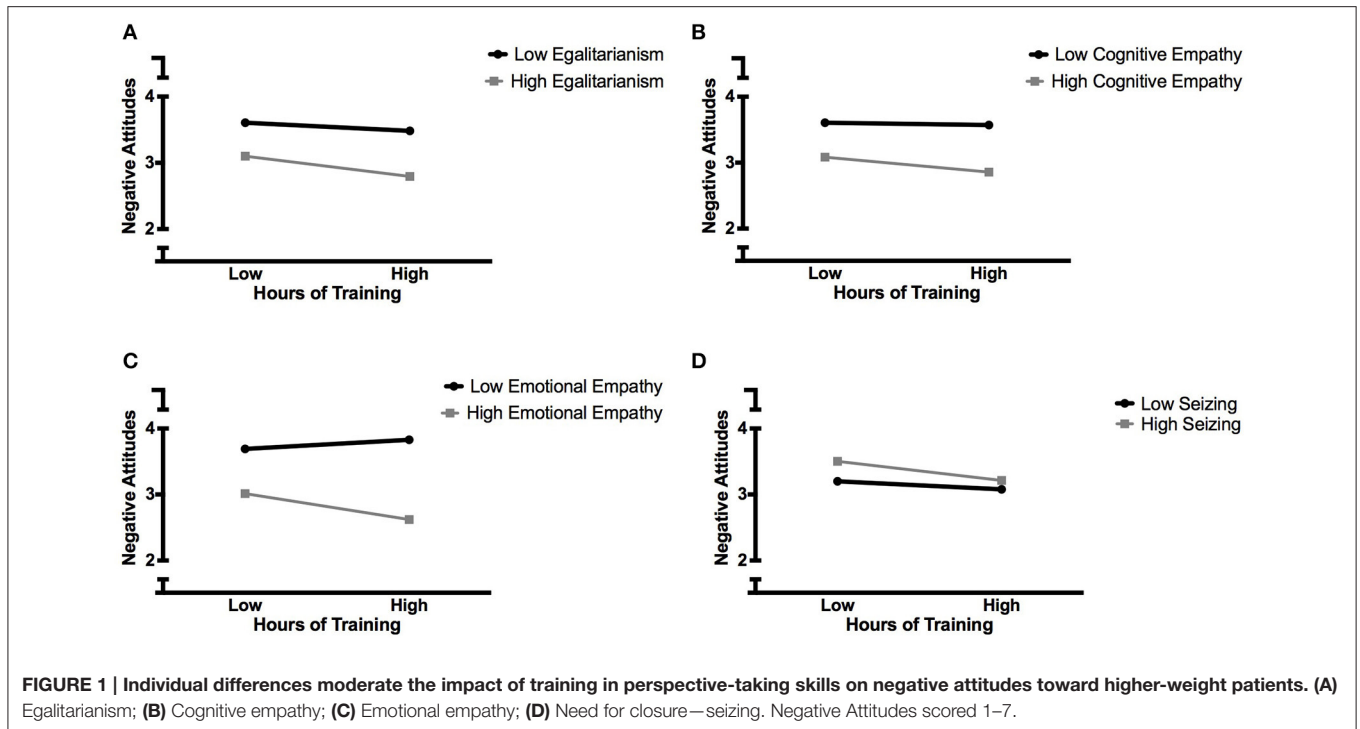 A
Low Egalitarianism
High Egalitarianism
Negative Attitudes
4
3
2
Low High
Hours of Training
B
Low Cognitive Empathy
High Cognitive Empathy
Negative Attitudes
4
3
2
Low High
Hours of Training
C
Low Emotional Empathy
High Emotional Empathy
Negative Attitudes
4
3
2
Low High
Hours of Training
D
Low Seizing
High Seizing
Negative Attitudes
4
3
2
Low High
Hours of Training
FIGURE 1 | Individual differences moderate the impact of training in perspective-taking skills on negative attitudes toward higher-weight patients. (A)
Egalitarianism; (B) Cognitive empathy; (C) Emotional empathy; (D) Need for closure—seizing. Negative Attitudes scored 1–7.